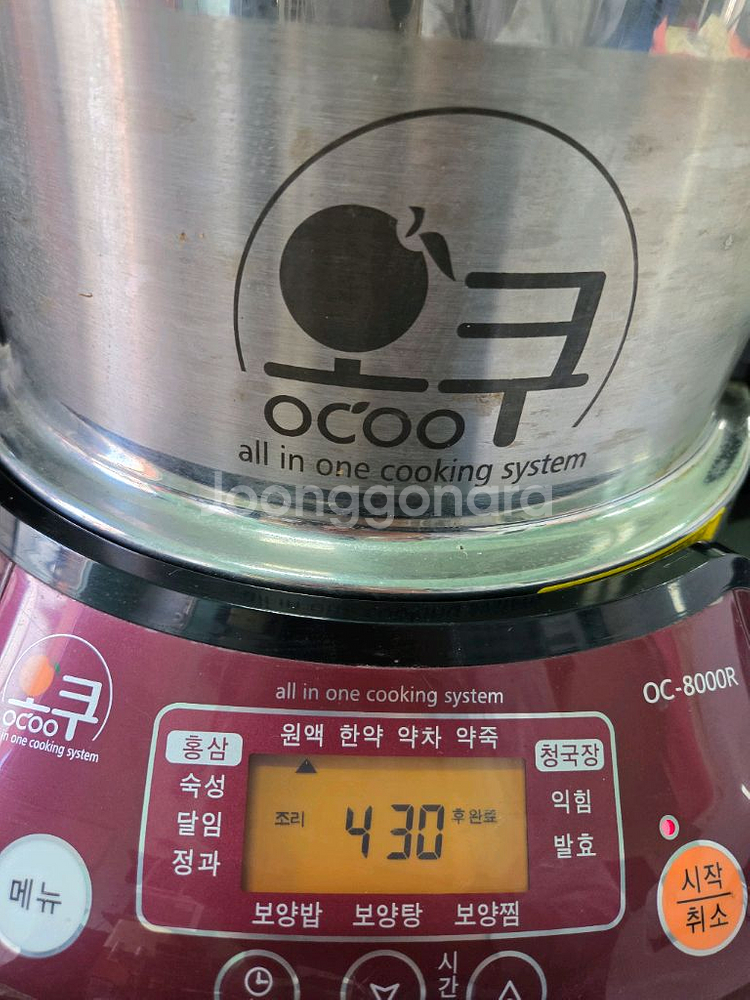 오쿠
OCOO
all in one cooking system
Joonggonara
all in one cooking system
OC-8000R
오쿠
OCOO
in one cooking system
원액 한약 약차 약죽
홍삼
숙성
달임
정과
청국장
익힘
발효
조리 4 30 후 완료
보양밥 보양탕 보양찜
메뉴
시작
취소
시
간